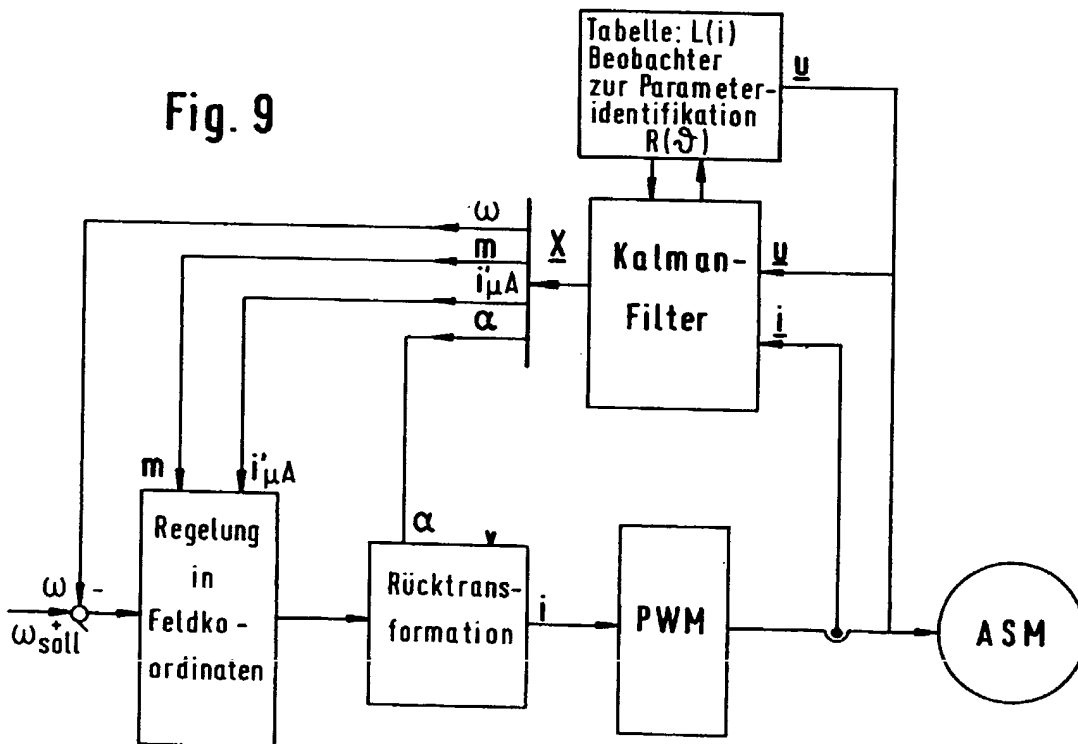 Fig. 9
Tabelle: L(i)
Beobachter
zur Parameter-
identifikation
R(ϑ)
u
ω
m
i'μA
α
X
Kalman-
Filter
u
i
m
i'μA
α
Regelung
in
Feldko-
ordinaten
ω
-
+
ωsoll
Rücktrans-
formation
i
PWM
ASM